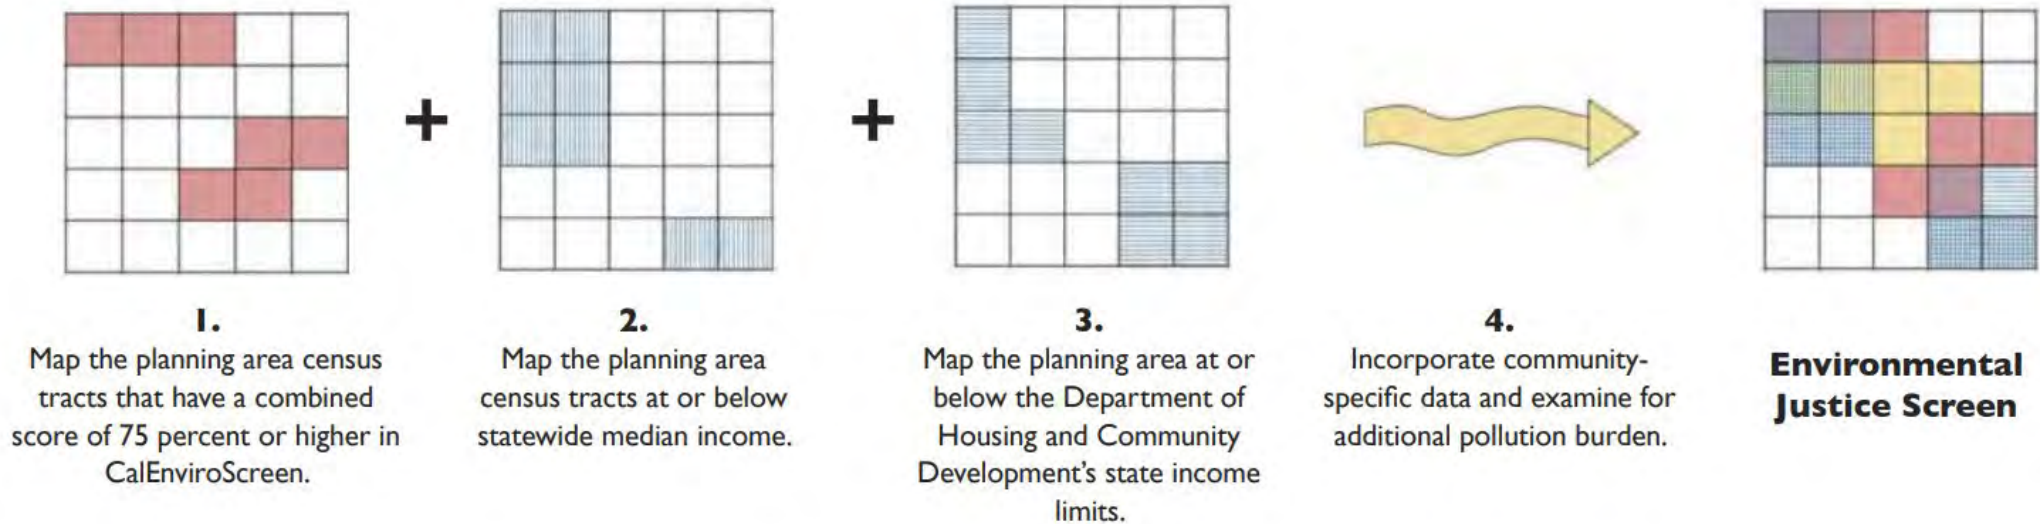 +
+
1.
Map the planning area census
tracts that have a combined
score of 75 percent or higher in
CalEnviroScreen.
2.
Map the planning area
census tracts at or below
statewide median income.
3.
Map the planning area at or
below the Department of
Housing and Community
Development’s state income
limits.
4.
Incorporate community-
specific data and examine for
additional pollution burden.
Environmental
Justice Screen